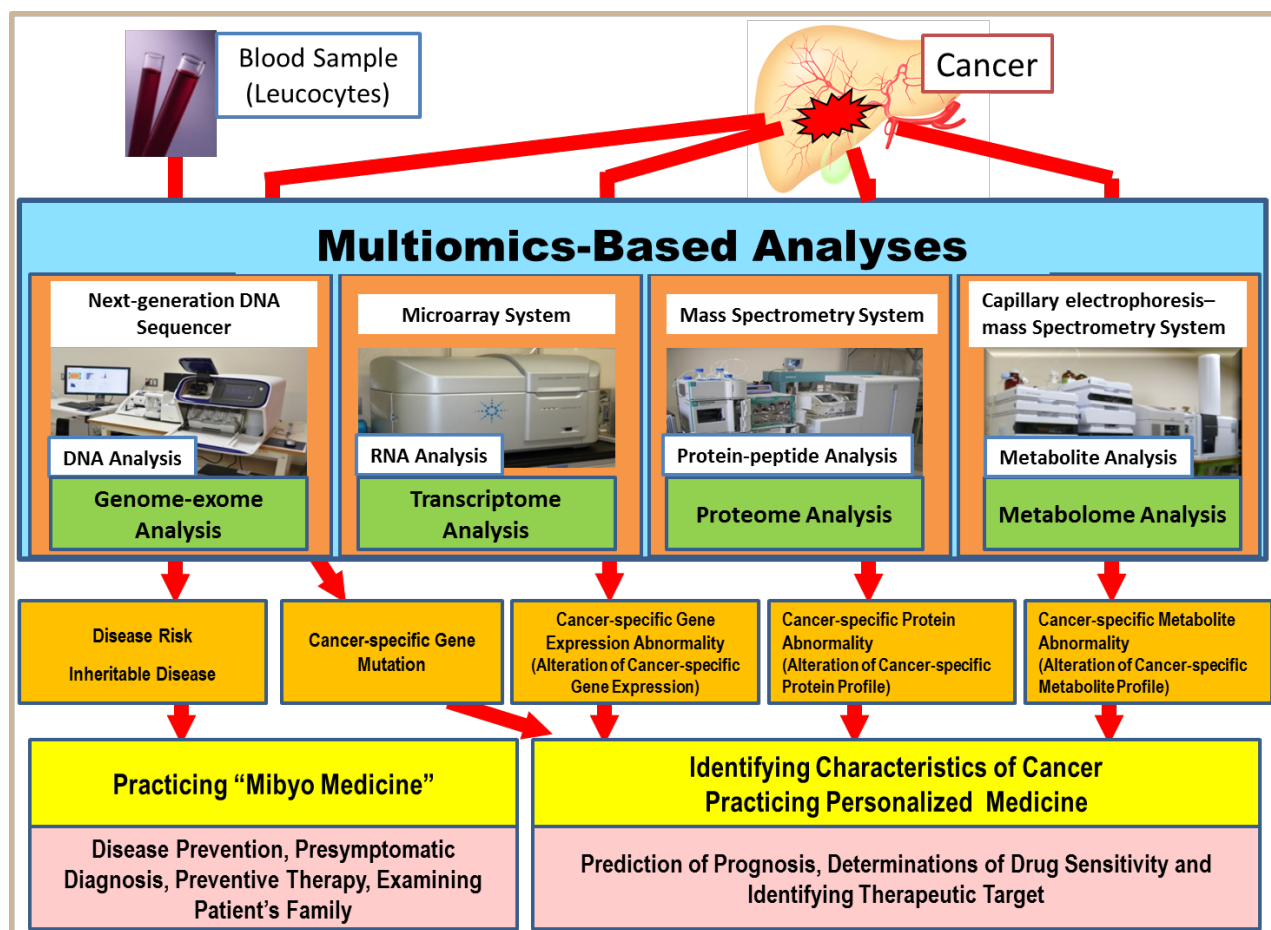 Blood Sample
(Leucocytes)
Cancer
Multiomics-Based Analyses
Next-generation DNA
Sequencer
DNA Analysis
Genome-exome
Analysis
Microarray System
RNA Analysis
Transcriptome
Analysis
Mass Spectrometry System
Protein-peptide Analysis
Proteome Analysis
Capillary electrophoresis–
mass Spectrometry System
Metabolite Analysis
Metabolome Analysis
Disease Risk
Inheritable Disease
Cancer-specific Gene
Mutation
Cancer-specific Gene
Expression Abnormality
(Alteration of Cancer-specific
Gene Expression)
Cancer-specific Protein
Abnormality
(Alteration of Cancer-specific
Protein Profile)
Cancer-specific Metabolite
Abnormality
(Alteration of Cancer-specific
Metabolite Profile)
Practicing “Mibyo Medicine”
Disease Prevention, Presymptomatic
Diagnosis, Preventive Therapy, Examining
Patient’s Family
Identifying Characteristics of Cancer
Practicing Personalized Medicine
Prediction of Prognosis, Determinations of Drug Sensitivity and
Identifying Therapeutic Target